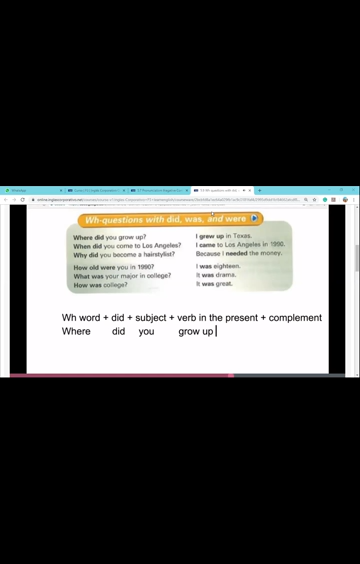 Wh-questions with did, was, and were
Where did you grow up?
I grew up in Texas.
When did you come to Los Angeles?
I came to Los Angeles in 1990.
Why did you become a hairstylist?
Because I needed the money.
How old were you in 1990?
I was eighteen.
What was your major in college?
It was drama.
How was college?
It was great.
Wh word + did + subject + verb in the present + complement
Where did you grow up